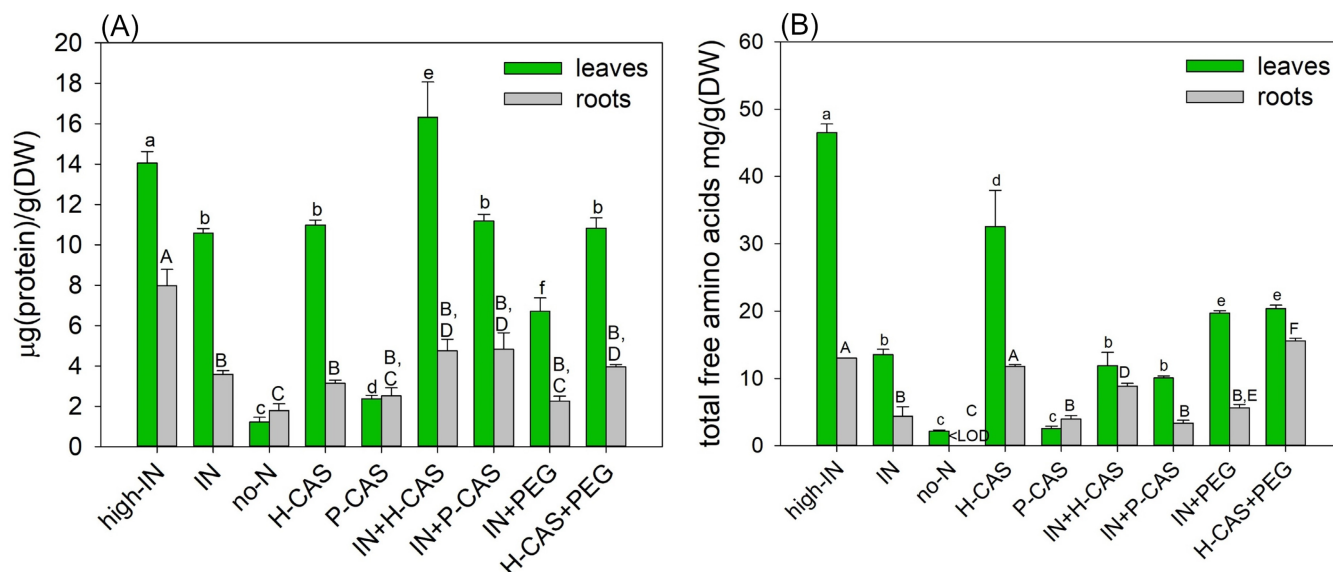 (A)
µg(protein)/g(DW)
20
18
16
14
12
10
8
6
4
2
0
leaves
roots
a
A
b
B
c
C
b
B
d
B,
C
e
B,
D
b
B,
D
f
B,
C
b
B,
D
high-IN
IN
no-N
H-CAS
P-CAS
IN+H-CAS
IN+P-CAS
IN+PEG
H-CAS+PEG
(B)
total free amino acids mg/g(DW)
60
50
40
30
20
10
0
leaves
roots
a
A
b
B
c
C
<LOD
d
A
c
B
b
D
b
B
e
B,E
e
F
high-IN
IN
no-N
H-CAS
P-CAS
IN+H-CAS
IN+P-CAS
IN+PEG
H-CAS+PEG